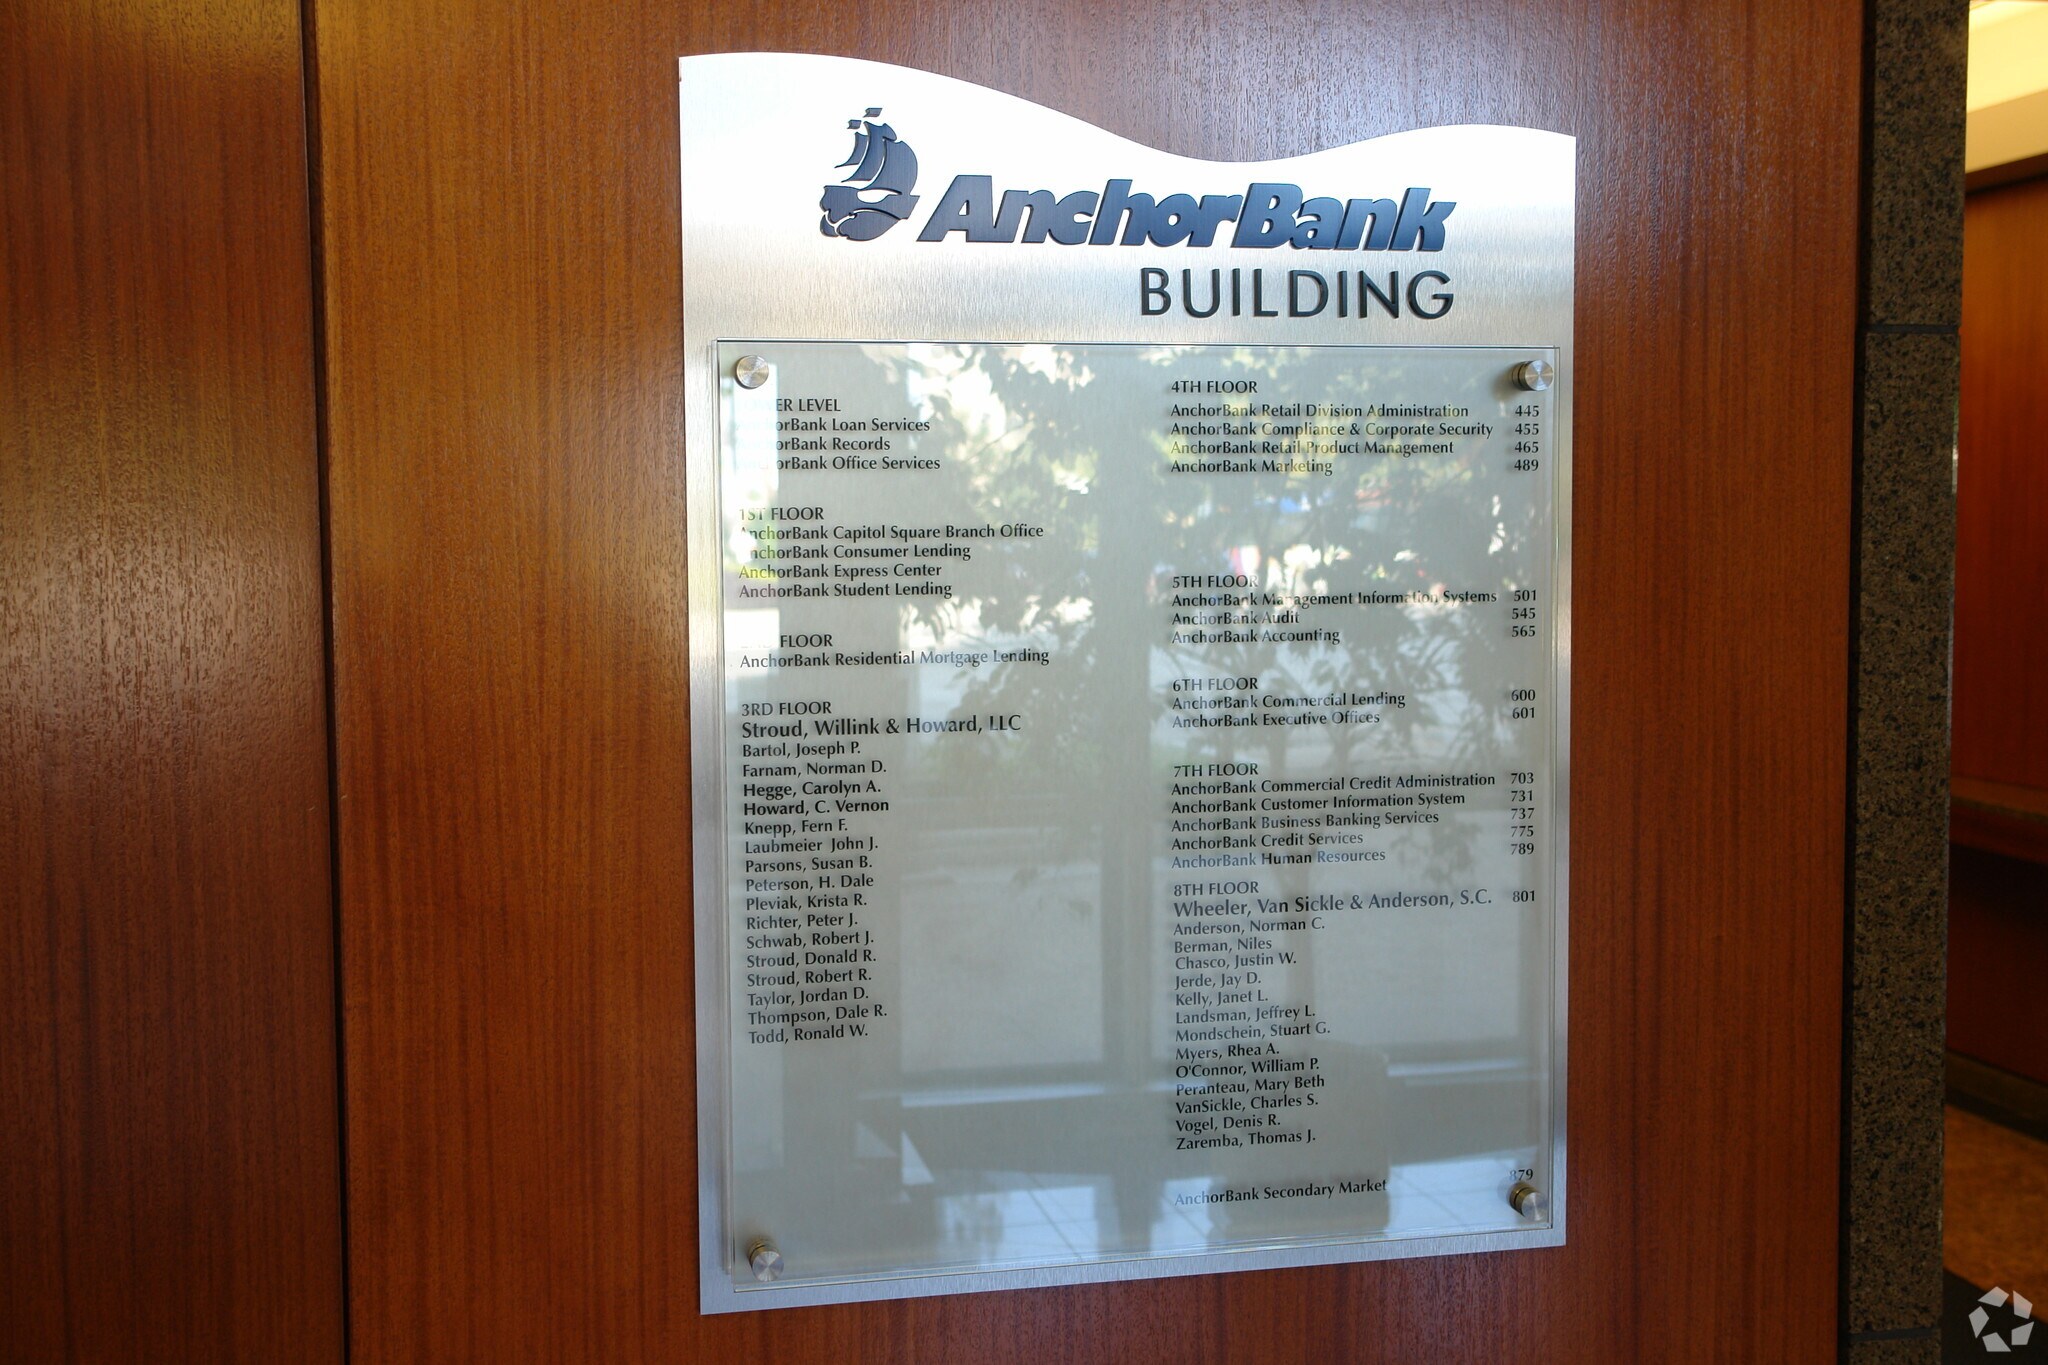 AnchorBank
BUILDING
ER LEVEL
orBank Loan Services
orBank Records
orBank Office Services
1ST FLOOR
AnchorBank Capitol Square Branch Office
AnchorBank Consumer Lending
AnchorBank Express Center
AnchorBank Student Lending
FLOOR
AnchorBank Residential Mortgage Lending
3RD FLOOR
Stroud, Willink & Howard, LLC
Bartol, Joseph P.
Farnam, Norman D.
Hegge, Carolyn A.
Howard, C. Vernon
Knepp, Fern F.
Laubmeier John J.
Parsons, Susan B.
Peterson, H. Dale
Pleviak, Krista R.
Richter, Peter J.
Schwab, Robert J.
Stroud, Donald R.
Stroud, Robert R.
Taylor, Jordan D.
Thompson, Dale R.
Todd, Ronald W.
4TH FLOOR
AnchorBank Retail Division Administration 445
AnchorBank Compliance & Corporate Security 455
AnchorBank Retail Product Management 465
AnchorBank Marketing 489
5TH FLOOR
AnchorBank Management Information Systems 501
AnchorBank Audit 545
AnchorBank Accounting 565
6TH FLOOR
AnchorBank Commercial Lending 600
AnchorBank Executive Offices 601
7TH FLOOR
AnchorBank Commercial Credit Administration 703
AnchorBank Customer Information System 731
AnchorBank Business Banking Services 737
AnchorBank Credit Services 775
AnchorBank Human Resources 789
8TH FLOOR
Wheeler, Van Sickle & Anderson, S.C. 801
Anderson, Norman C.
Berman, Niles
Chasco, Justin W.
Jerde, Jay D.
Kelly, Janet L.
Landsman, Jeffrey L.
Mondschein, Stuart G.
Myers, Rhea A.
O'Connor, William P.
Peranteau, Mary Beth
VanSickle, Charles S.
Vogel, Denis R.
Zaremba, Thomas J.
AnchorBank Secondary Market 879